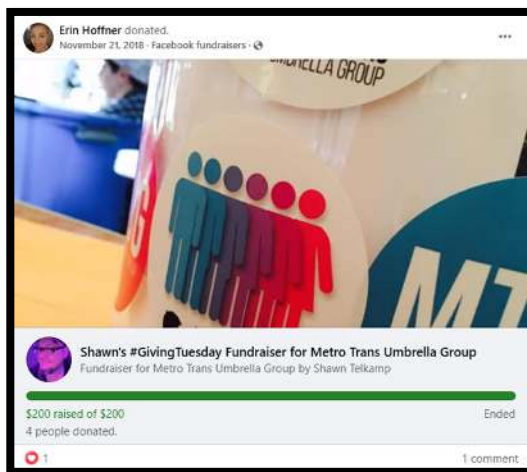 Erin Hoffner donated.
November 21, 2018 · Facebook fundraisers ·
UMBRELLA GROUP
MT
Shawn's #GivingTuesday Fundraiser for Metro Trans Umbrella Group
Fundraiser for Metro Trans Umbrella Group by Shawn Telkamp
$200 raised of $200
Ended
4 people donated.
1
1 comment